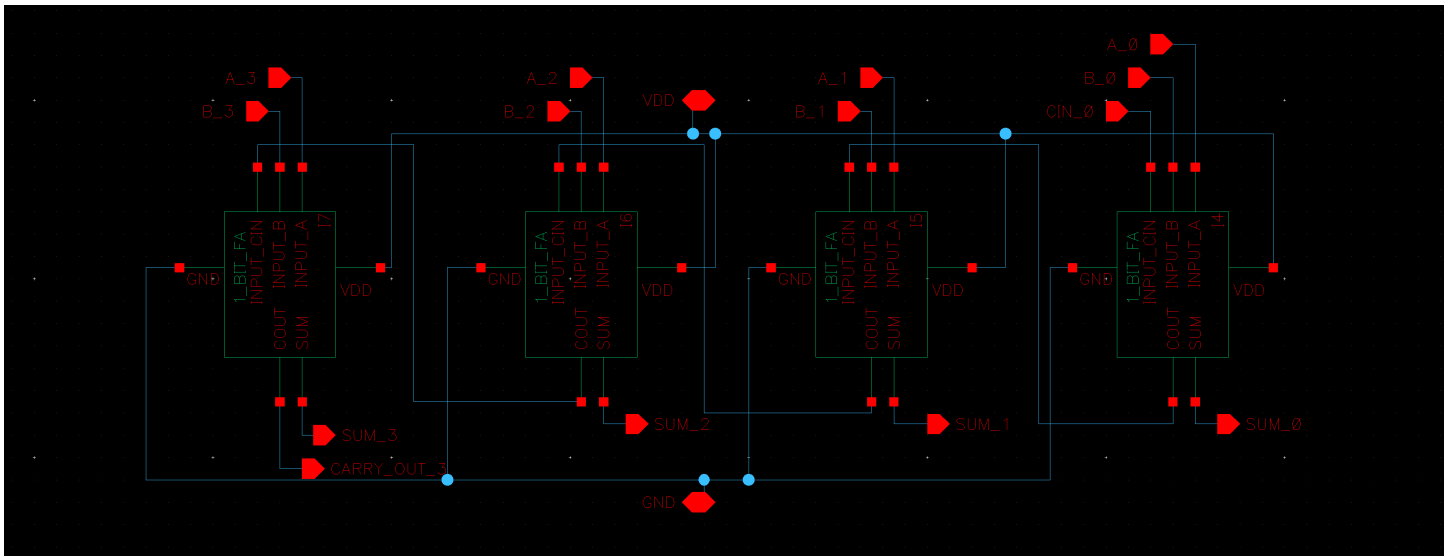 A_0
A_3
A_2
A_1
B_0
VDD
B_3
B_2
B_1
CIN_0
1_BIT_FA
INPUT_CIN
INPUT_B
INPUT_A
I7
GND
VDD
COUT
SUM
1_BIT_FA
INPUT_CIN
INPUT_B
INPUT_A
I6
GND
VDD
COUT
SUM
1_BIT_FA
INPUT_CIN
INPUT_B
INPUT_A
I5
GND
VDD
COUT
SUM
1_BIT_FA
INPUT_CIN
INPUT_B
INPUT_A
I4
GND
VDD
COUT
SUM
SUM_3
SUM_2
SUM_1
SUM_0
CARRY_OUT_3
GND